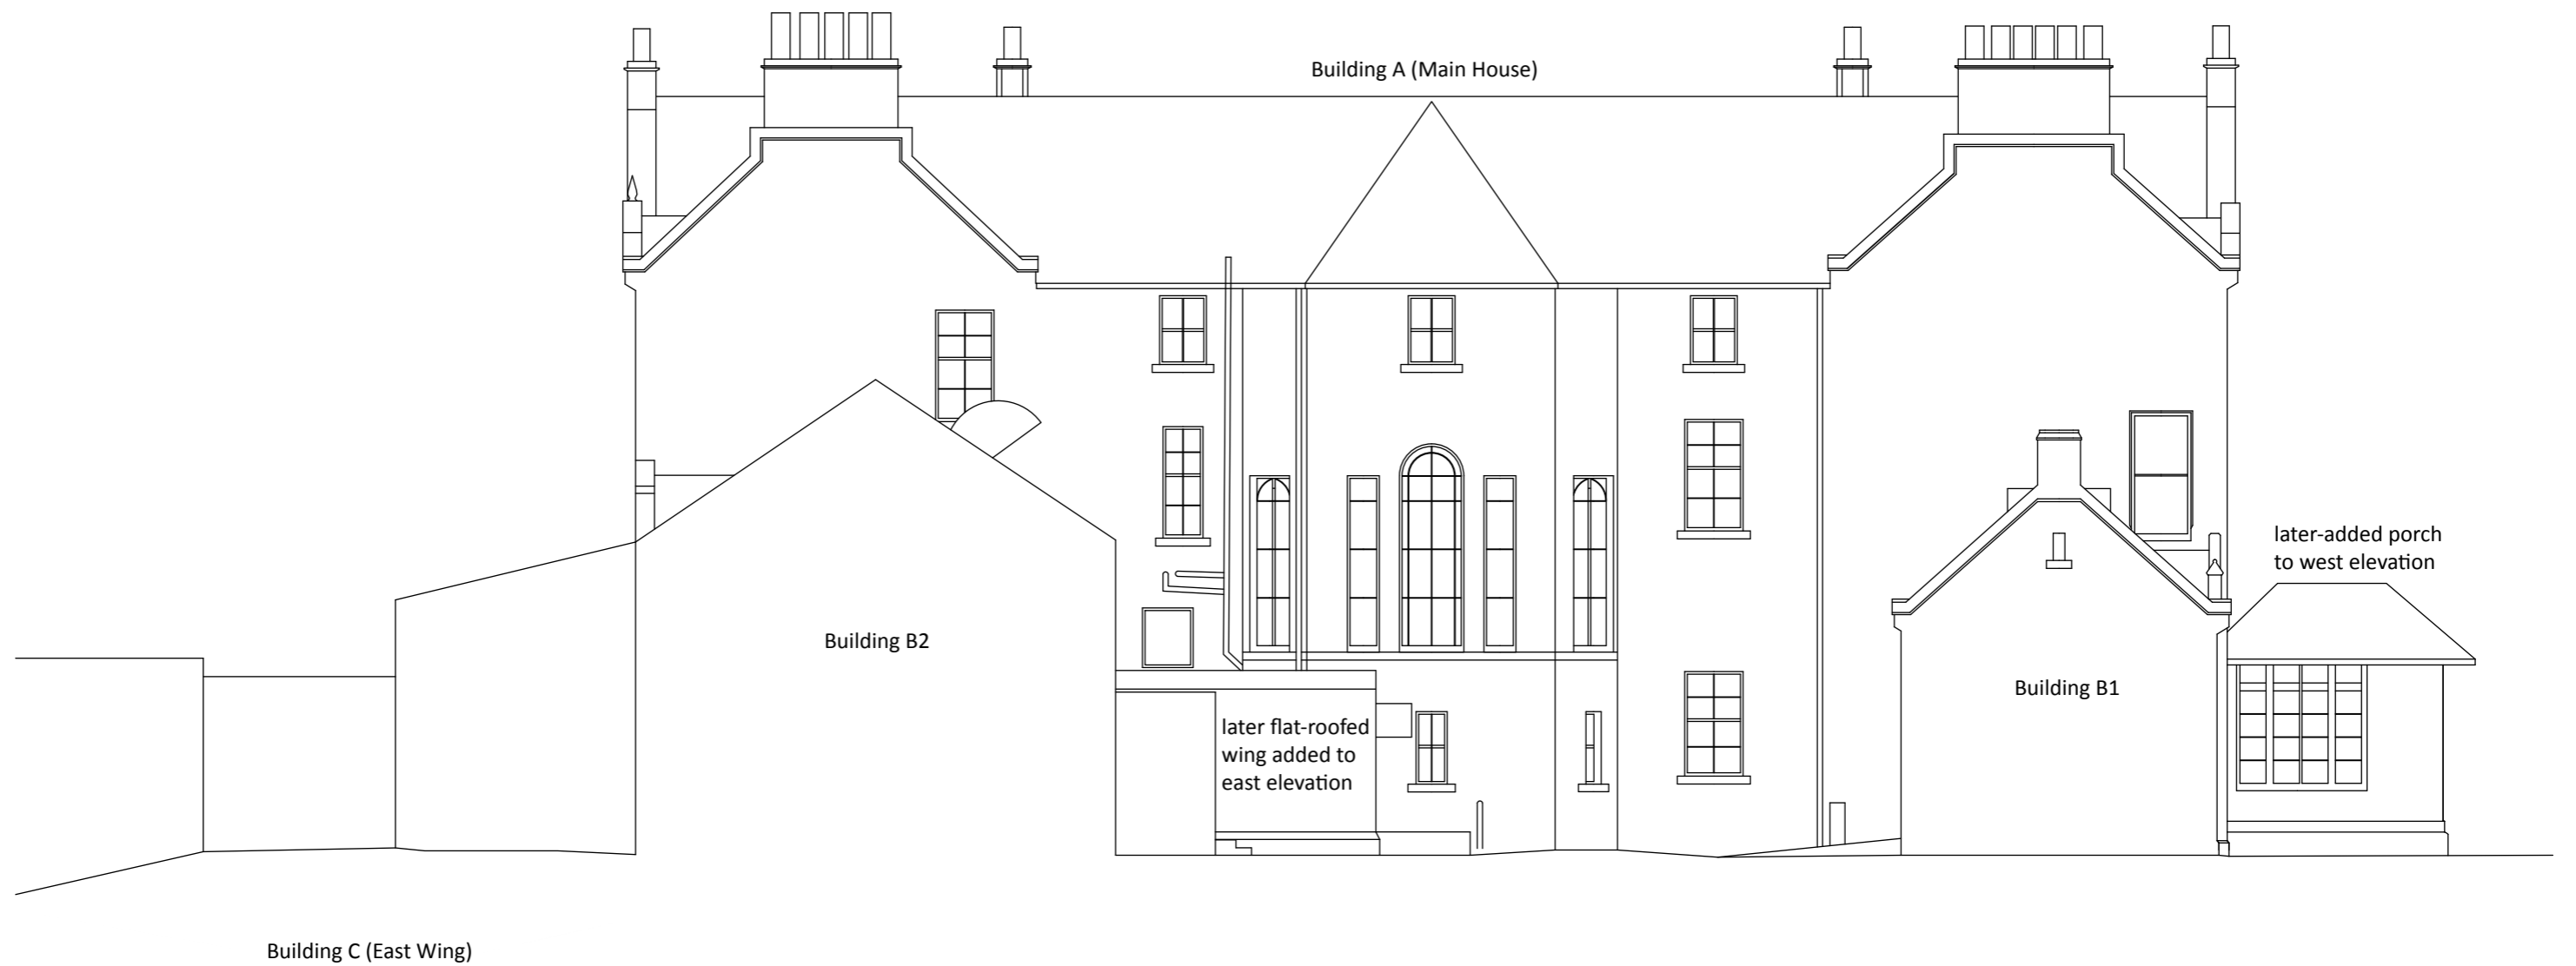 Building A (Main House)
later-added porch
to west elevation
Building B2
Building B1
later flat-roofed
wing added to
east elevation
Building C (East Wing)